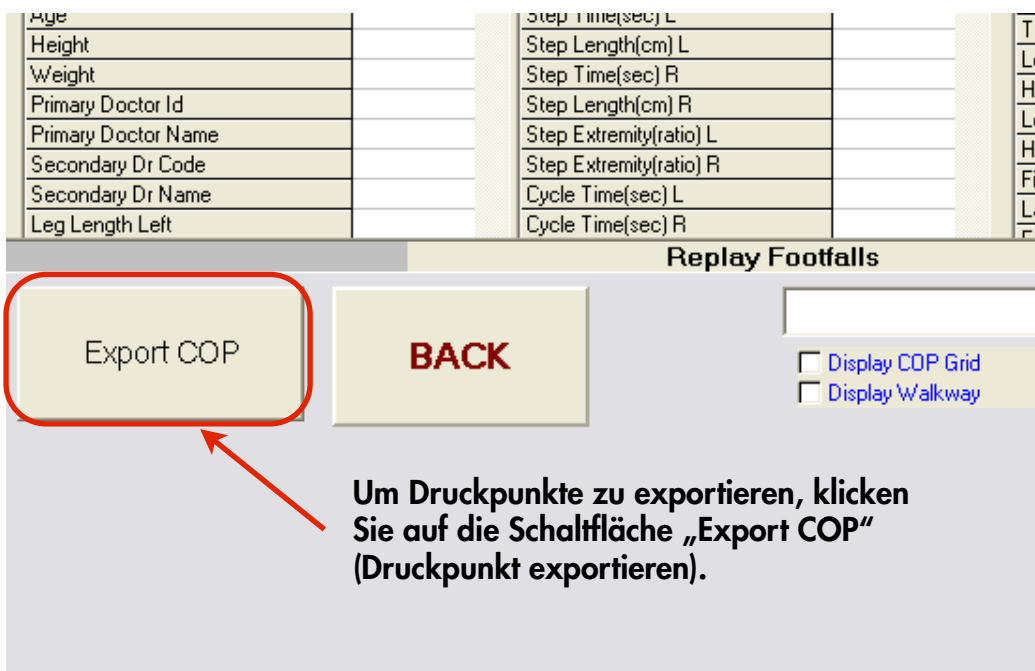 Age
Height
Weight
Primary Doctor Id
Primary Doctor Name
Secondary Dr Code
Secondary Dr Name
Leg Length Left
Step Time(sec) L
Step Length(cm) L
Step Time(sec) R
Step Length(cm) R
Step Extremity(ratio) L
Step Extremity(ratio) R
Cycle Time(sec) L
Cycle Time(sec) R
Replay Footfalls
Export COP
BACK
Display COP Grid
Display Walkway
Um Druckpunkte zu exportieren, klicken
Sie auf die Schaltfläche „Export COP“
(Druckpunkt exportieren).